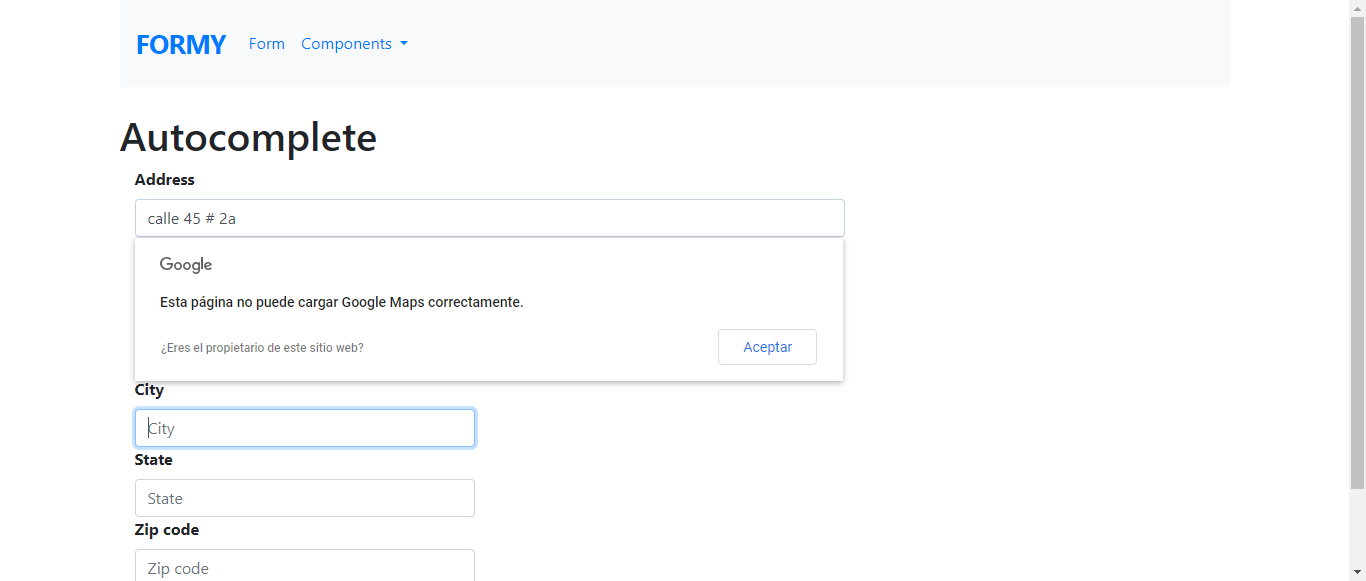 FORMY Form Components
Autocomplete
Address
calle 45 # 2a
Google
Esta página no puede cargar Google Maps correctamente.
¿Eres el propietario de este sitio web? Aceptar
City
City
State
State
Zip code
Zip code